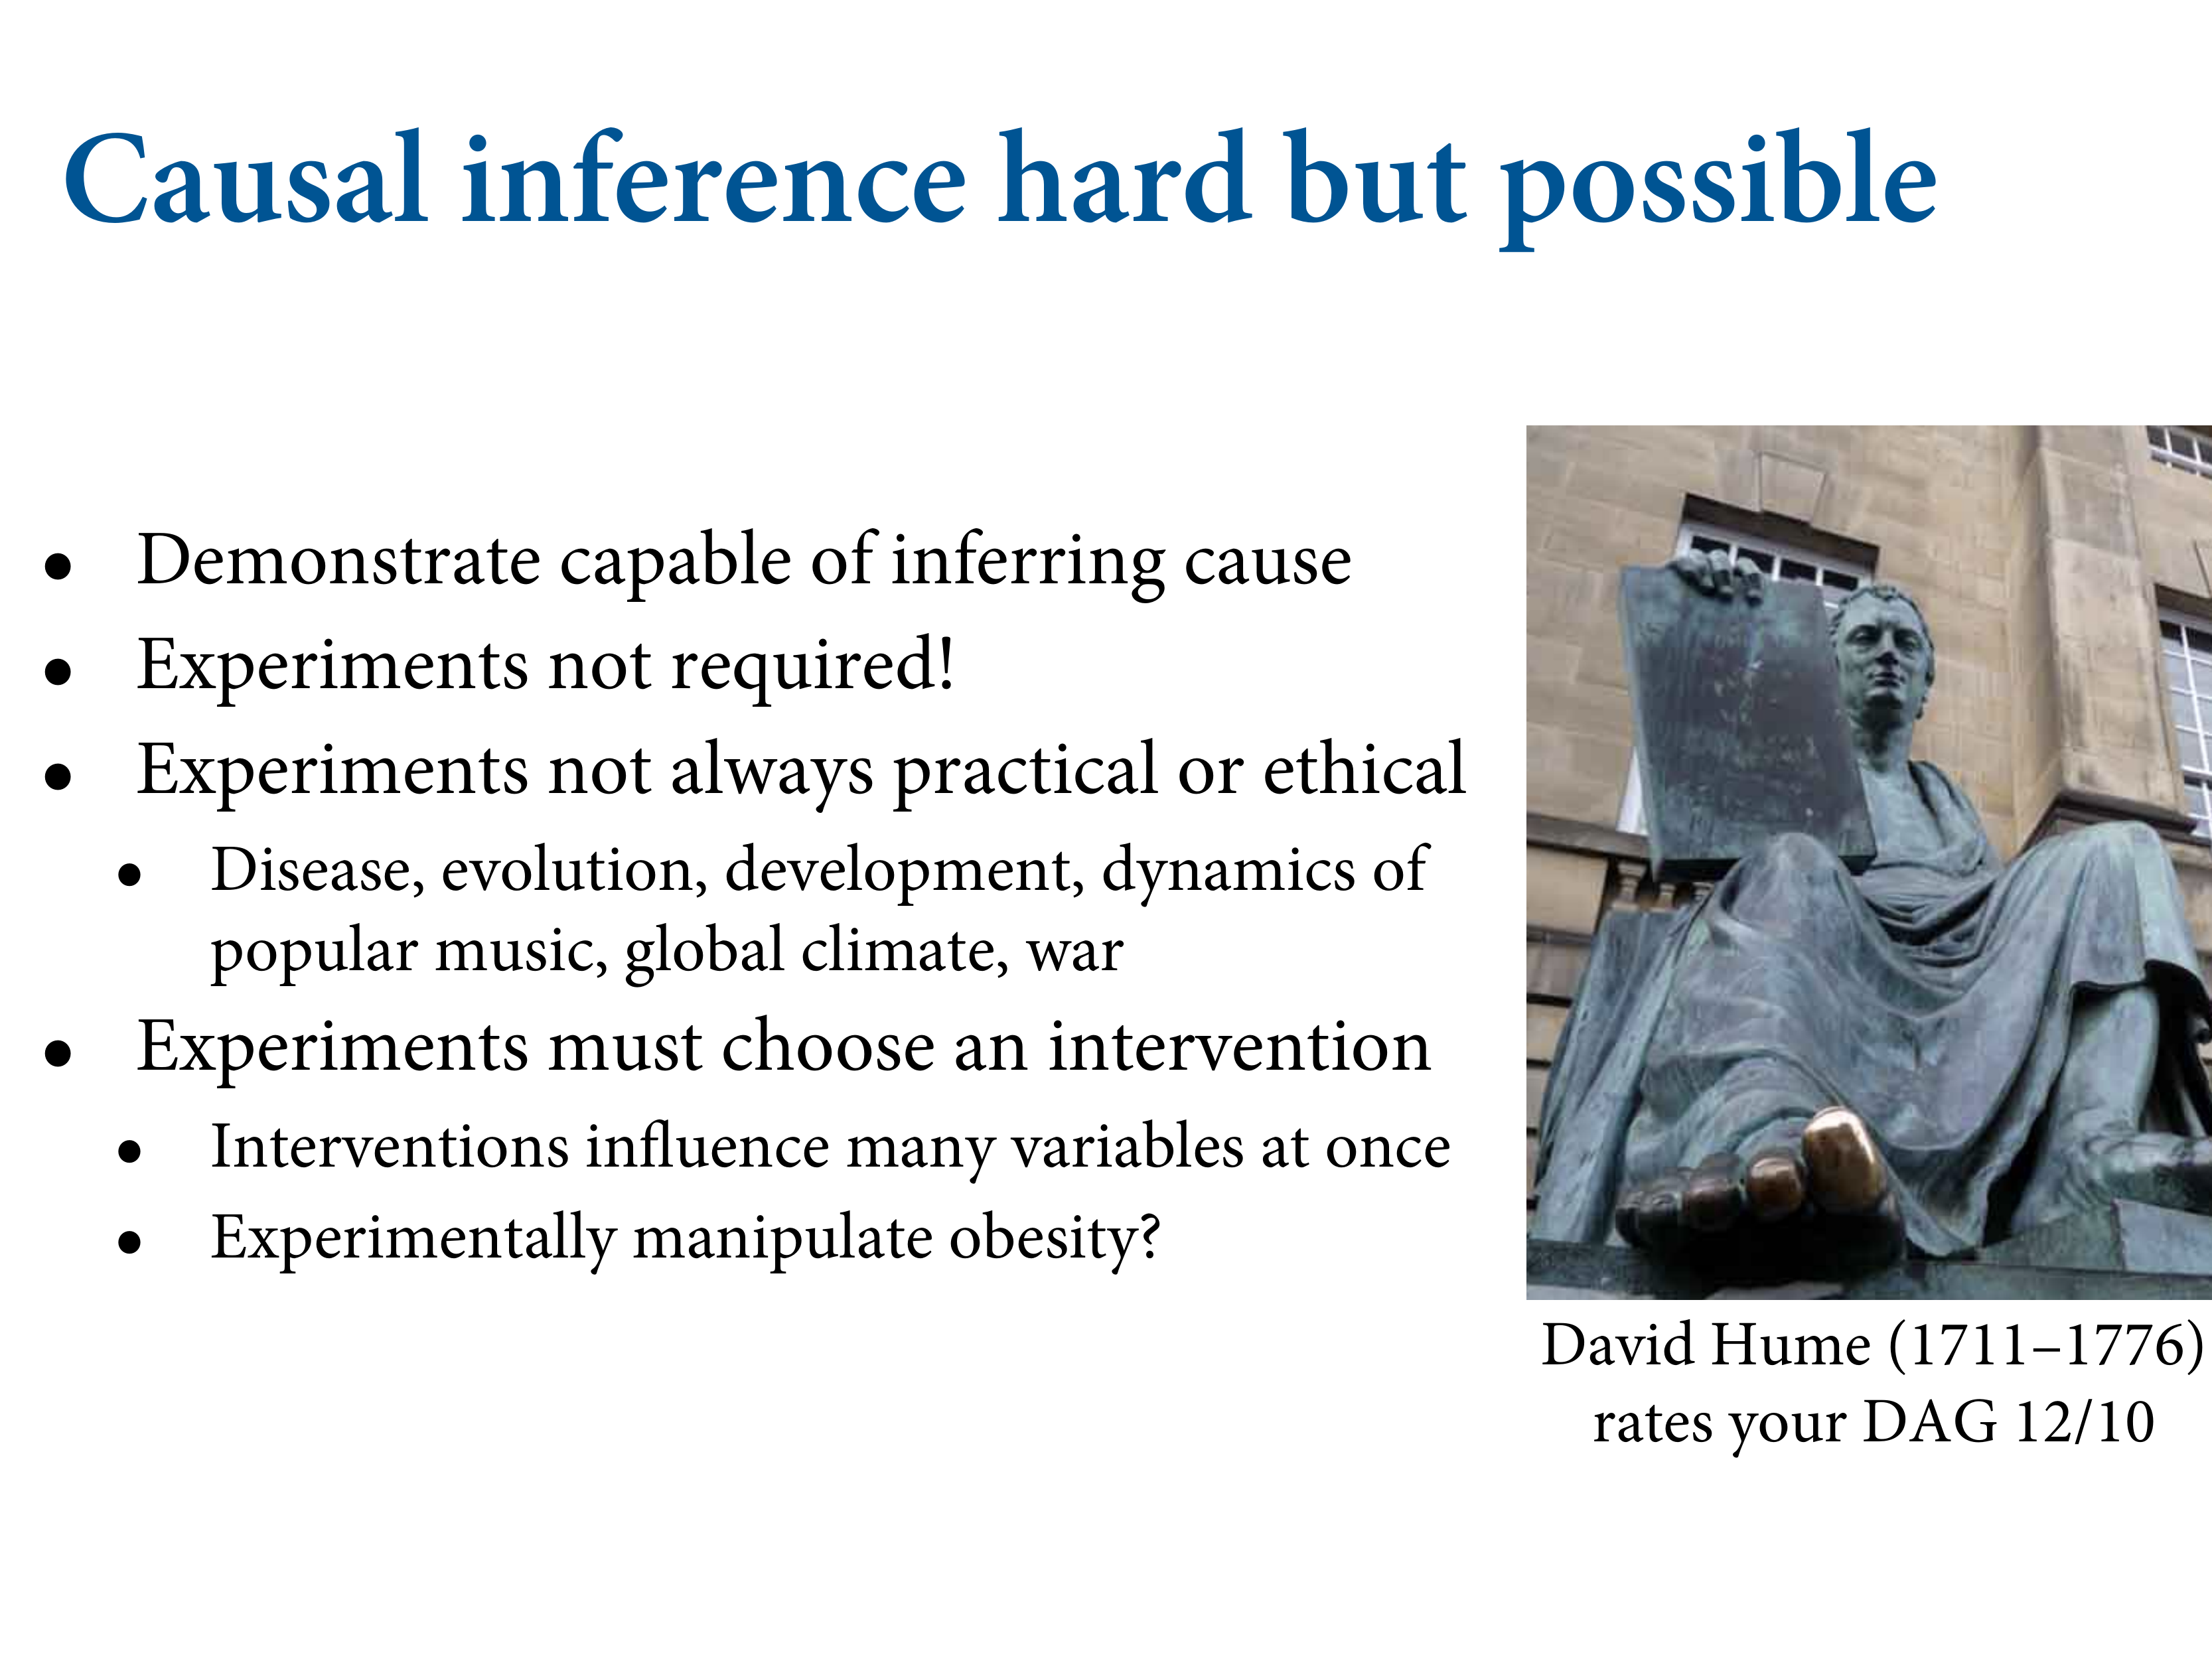 Causal inference hard but possible
• Demonstrate capable of inferring cause
• Experiments not required!
• Experiments not always practical or ethical
• Disease, evolution, development, dynamics of
popular music, global climate, war
• Experiments must choose an intervention
• Interventions influence many variables at once
• Experimentally manipulate obesity?
David Hume (1711–1776)
rates your DAG 12/10